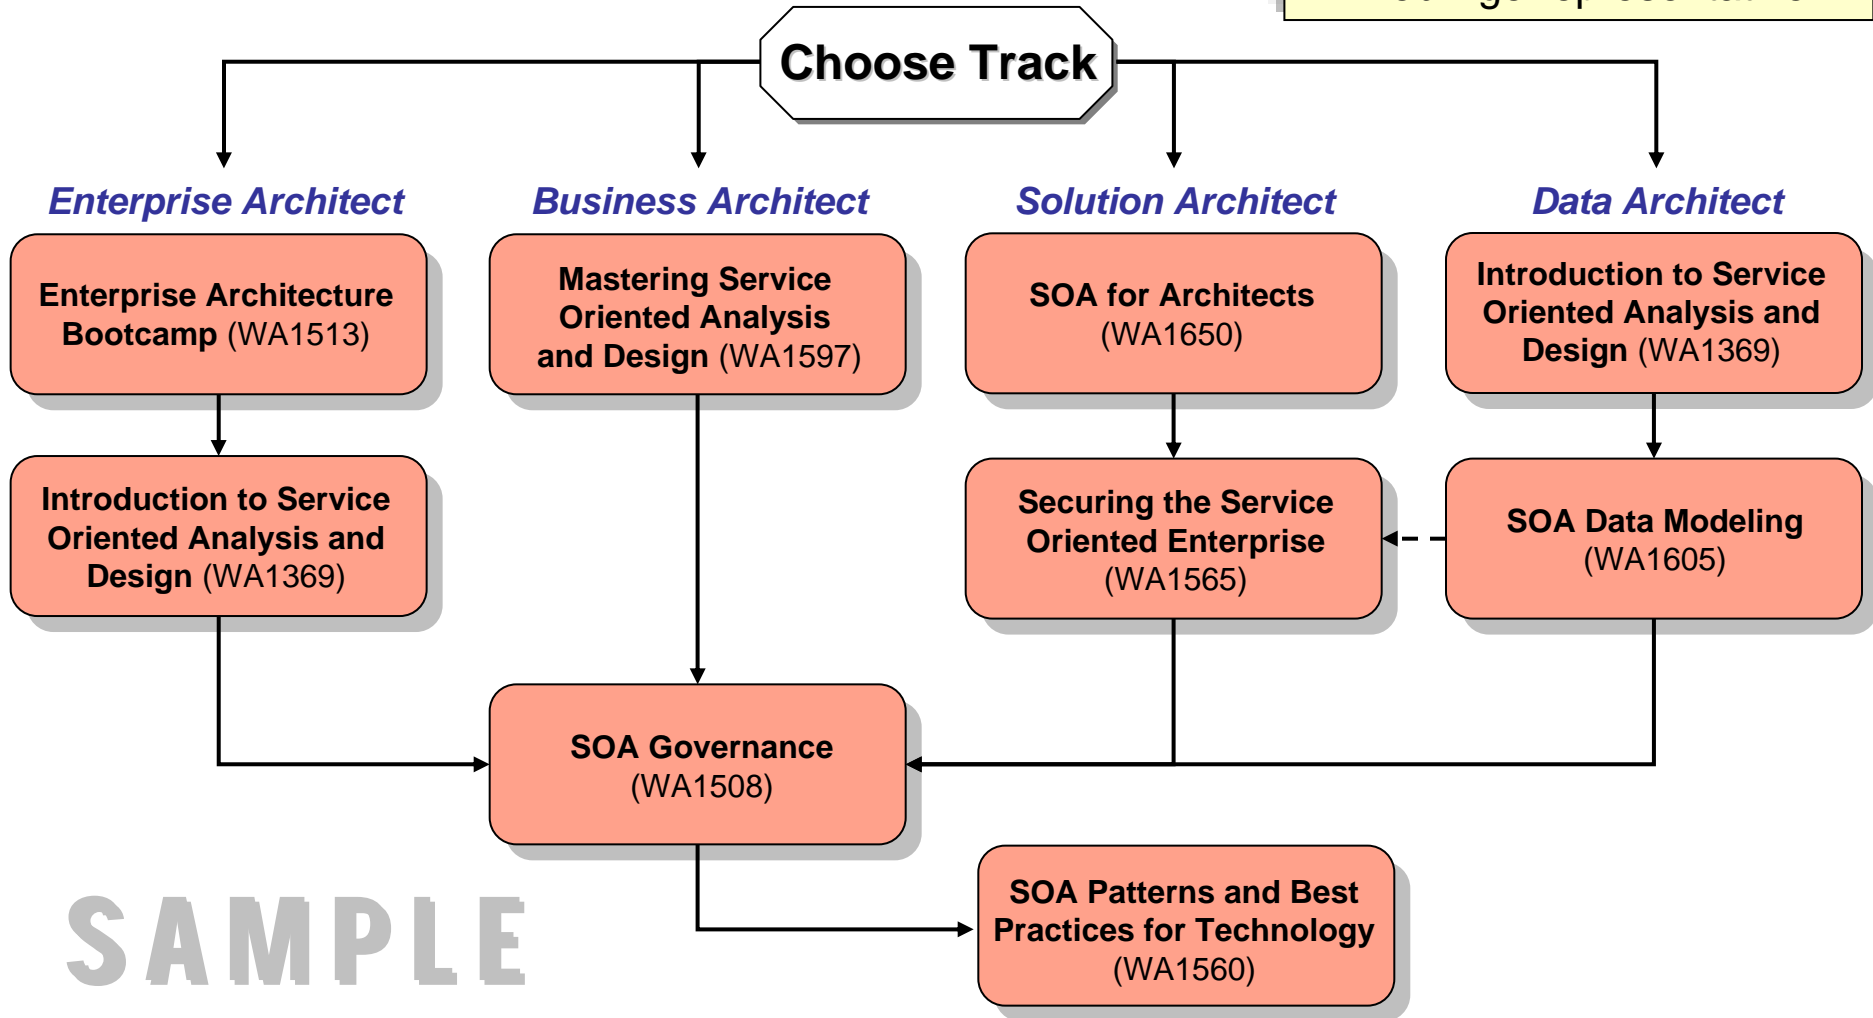 Choose Track
Enterprise Architect
Business Architect
Solution Architect
Data Architect
Enterprise Architecture
Bootcamp (WA1513)
Mastering Service
Oriented Analysis
and Design (WA1597)
SOA for Architects
(WA1650)
Introduction to Service
Oriented Analysis and
Design (WA1369)
Introduction to Service
Oriented Analysis and
Design (WA1369)
Securing the Service
Oriented Enterprise
(WA1565)
SOA Data Modeling
(WA1605)
SOA Governance
(WA1508)
SOA Patterns and Best
Practices for Technology
(WA1560)
SAMPLE